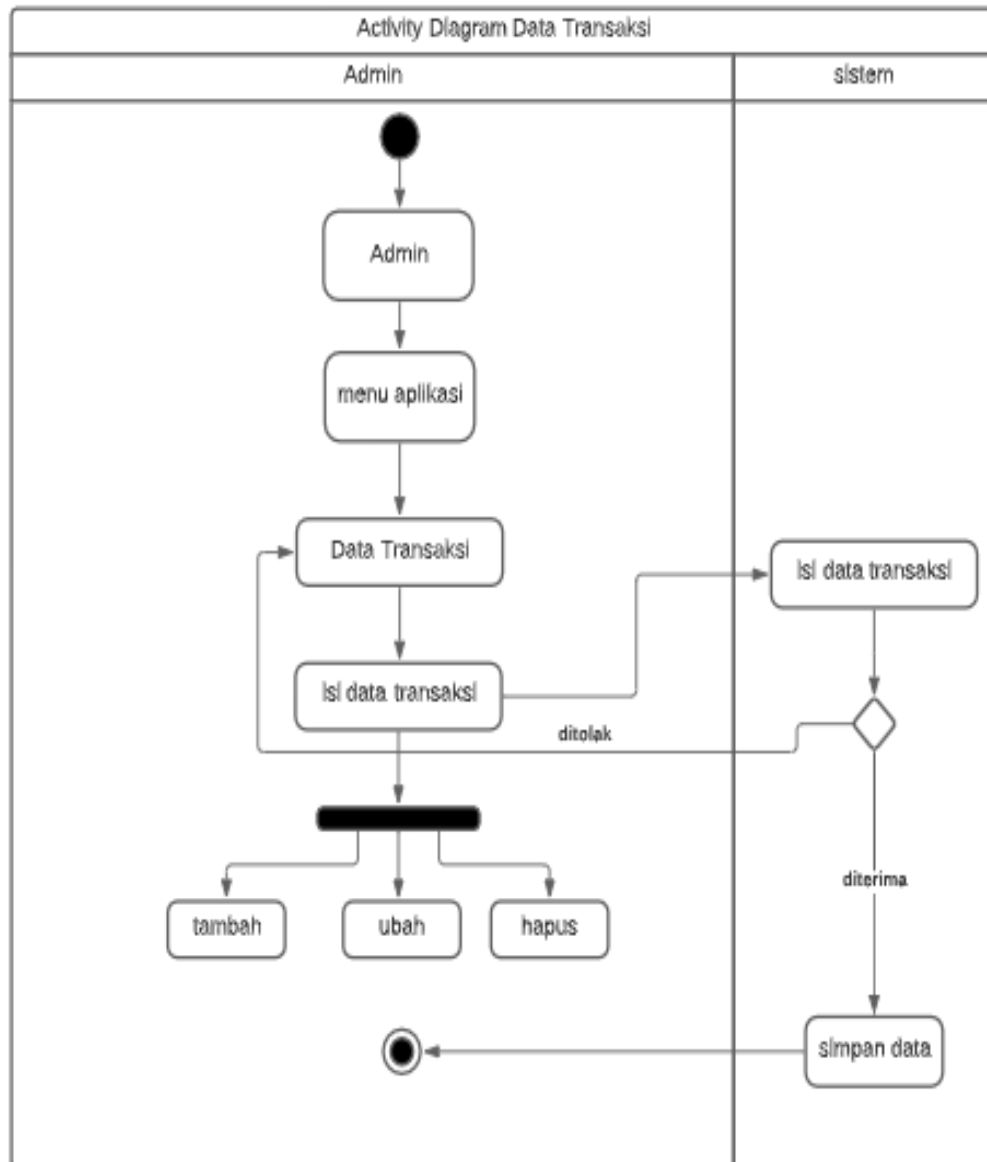 Activity Diagram Data Transaksi
Admin
sistem
Admin
menu aplikasi
Data Transaksi
Isi data transaksi
Isi data transaksi
ditolak
diterima
tambah
ubah
hapus
simpan data